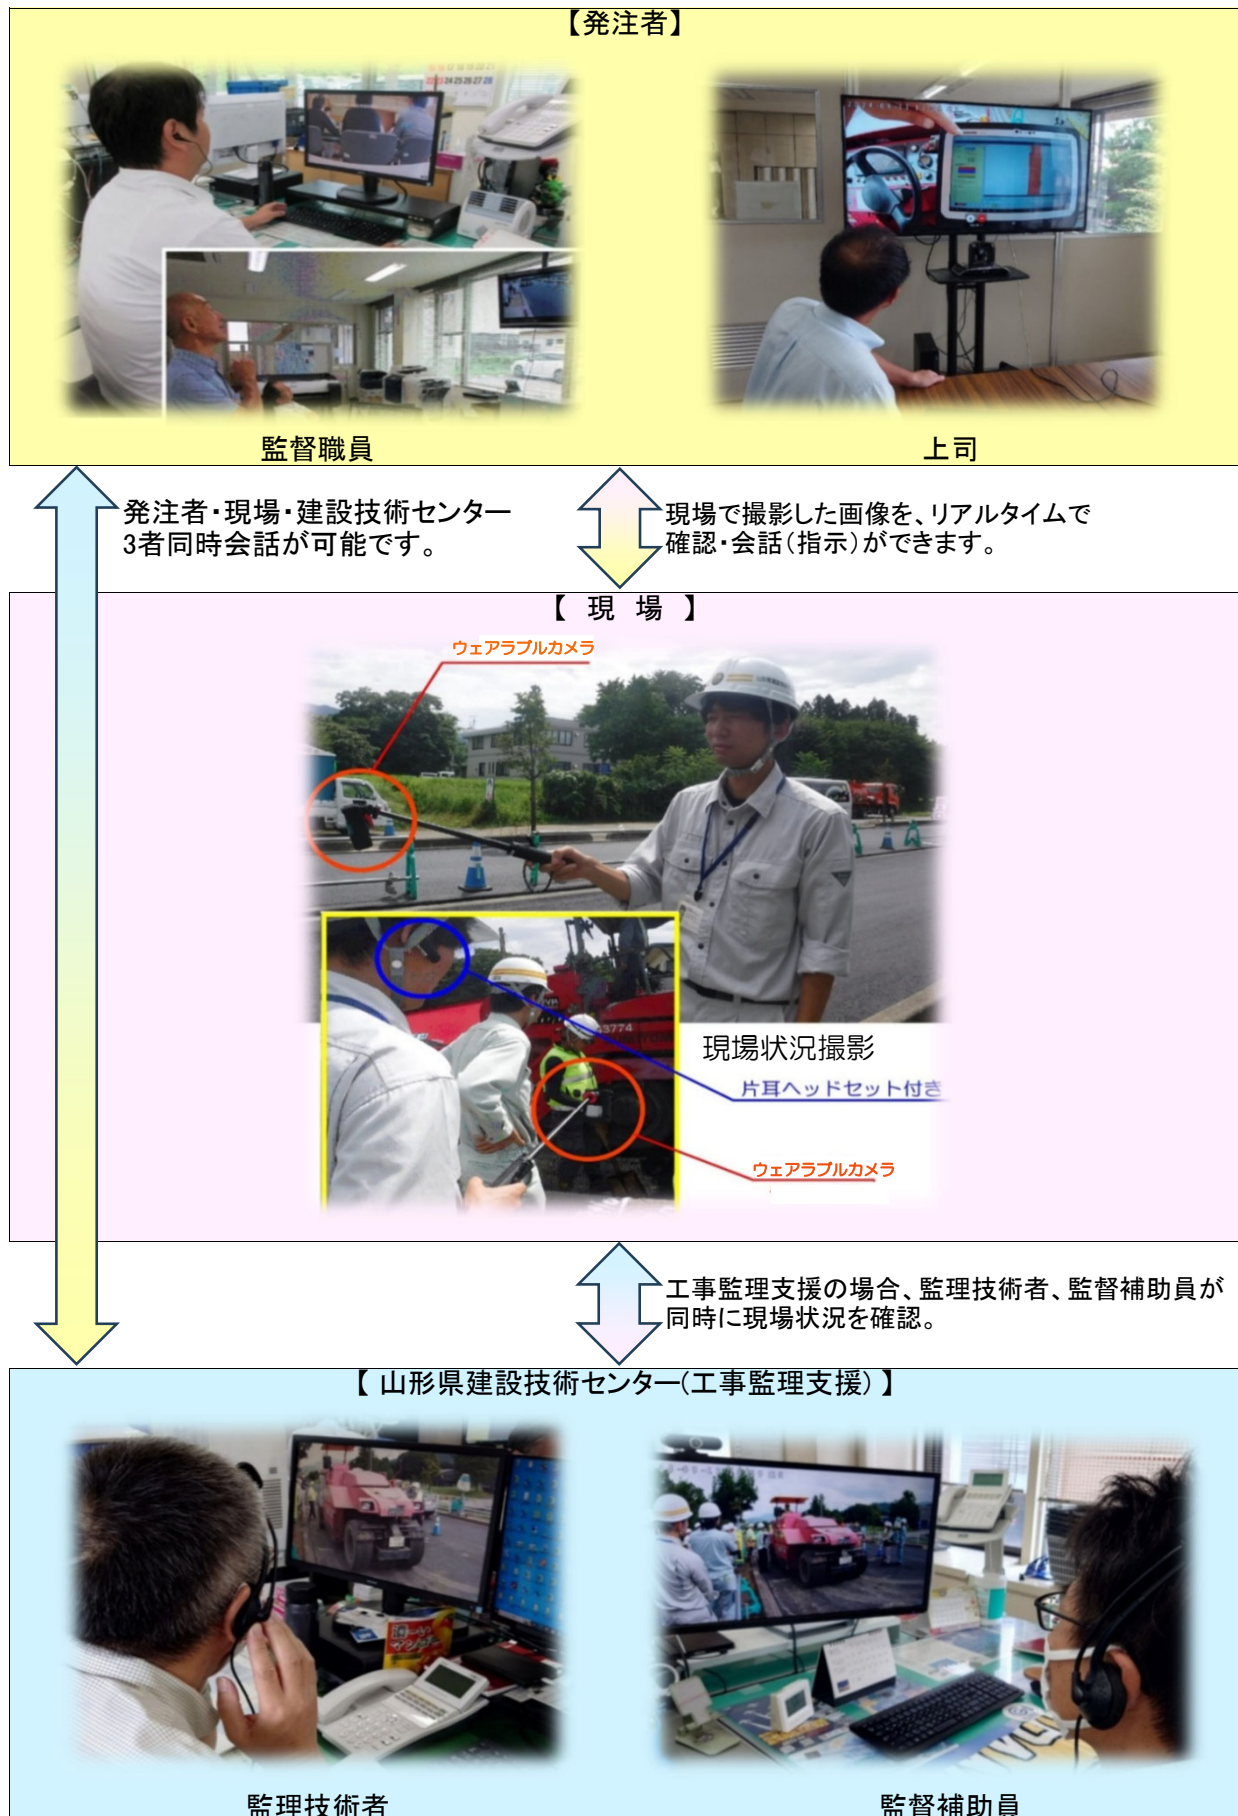 【発注者】
監督職員
上司
発注者・現場・建設技術センター
3者同時会話が可能です。
現場で撮影した画像を、リアルタイムで
確認・会話(指示)ができます。
【 現 場 】
ウェアラブルカメラ
63774
現場状況撮影
片耳ヘッドセット付き
ウェアラブルカメラ
工事監理支援の場合、監理技術者、監督補助員が
同時に現場状況を確認。
【 山形県建設技術センター(工事監理支援) 】
監理技術者
監督補助員